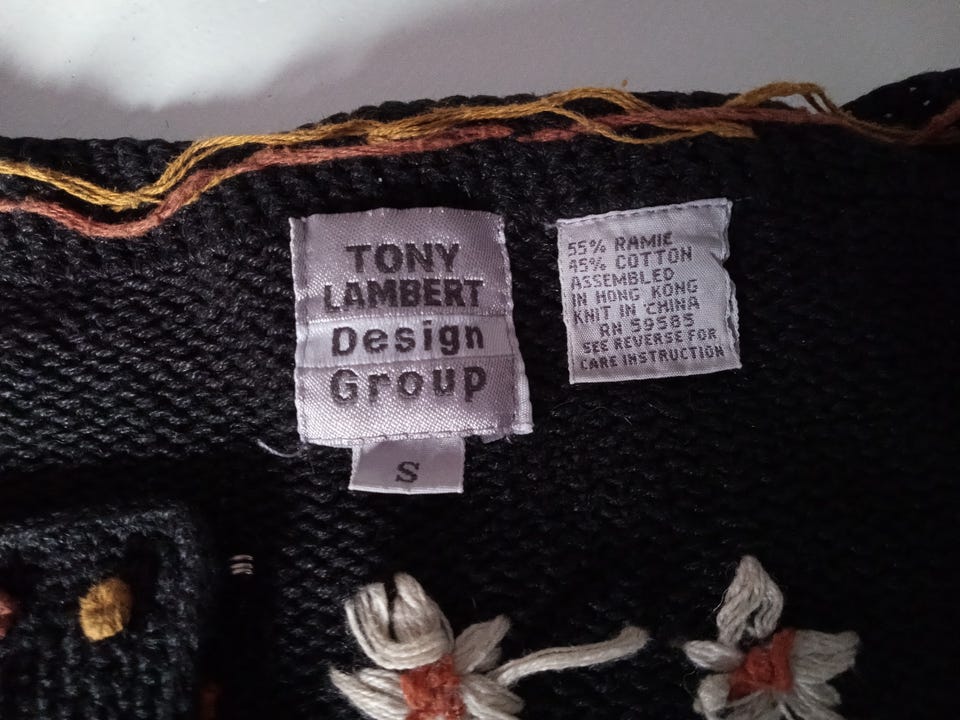 TONY
LAMBERT
Design
Group
S
55% RAMIE
45% COTTON
ASSEMBLED
IN HONG KONG
KNIT IN CHINA
RN 59585
SEE REVERSE FOR
CARE INSTRUCTION